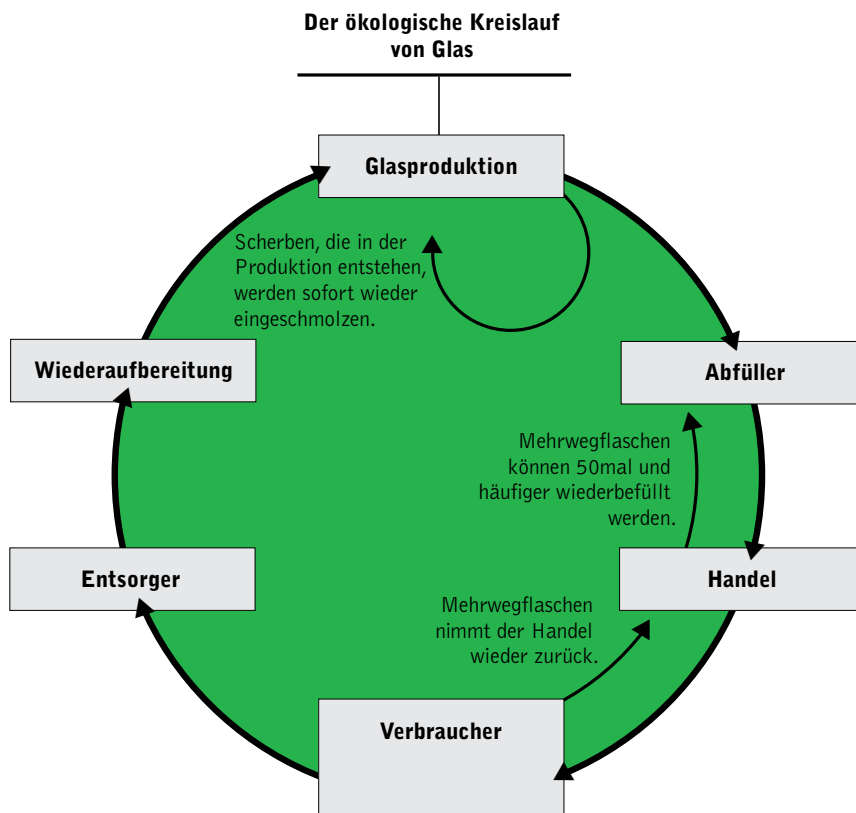 Der ökologische Kreislauf
von Glas
Glasproduktion
Scherben, die in der
Produktion entstehen,
werden sofort wieder
eingeschmolzen.
Wiederaufbereitung
Abfüller
Mehrwegflaschen
können 50mal und
häufiger wiederbefüllt
werden.
Entsorger
Handel
Mehrwegflaschen
nimmt der Handel
wieder zurück.
Verbraucher